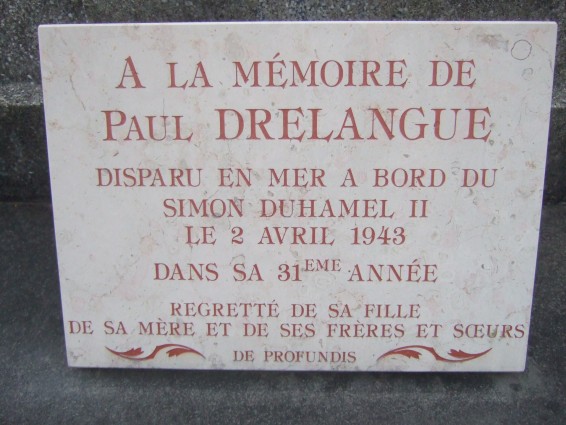 A LA MÉMOIRE DE
PAUL DRELANGUE
DISPARU EN MER A BORD DU
SIMON DUHAMEL II
LE 2 AVRIL 1943
DANS SA 31EME ANNÉE
REGRETTÉ DE SA FILLE
DE SA MÈRE ET DE SES FRÈRES ET SŒURS
DE PROFUNDIS